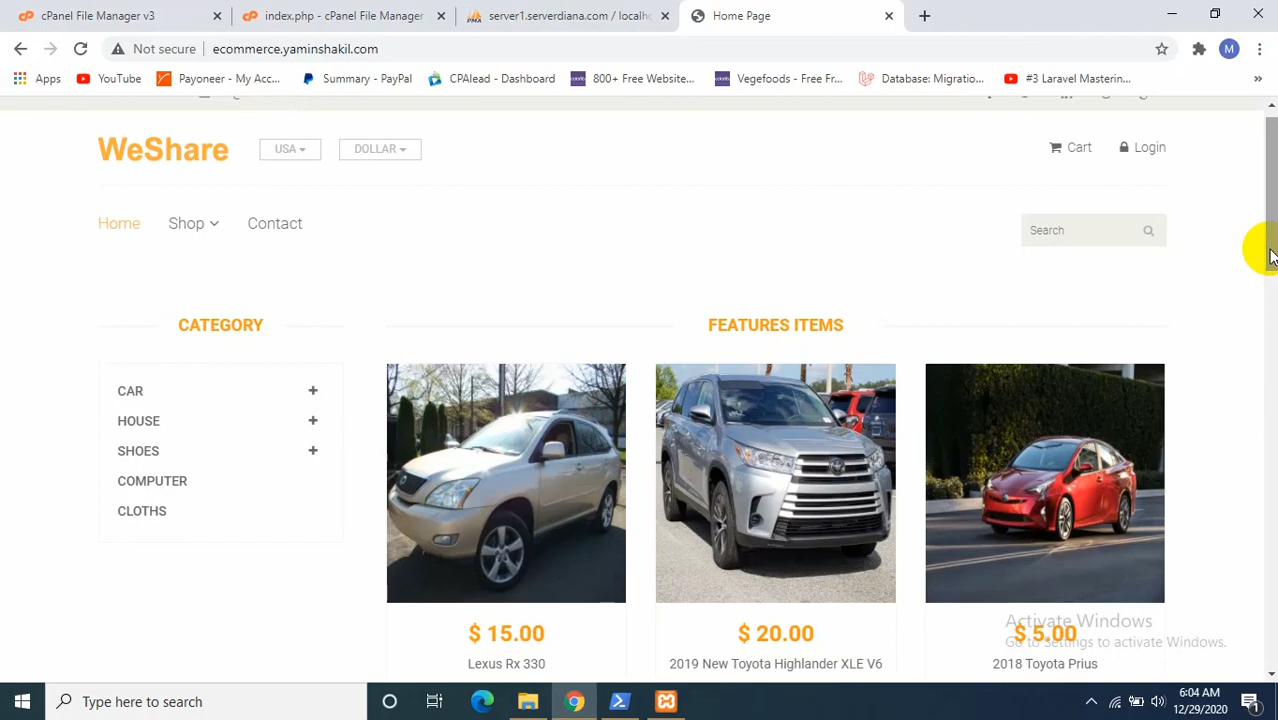 cPanel File Manager v3
index.php - cPanel File Manager
server1.serverdiana.com / localh
Home Page
Not secure
ecommerce.yaminshakil.com
M
Apps
YouTube
Payoneer - My Acc...
Summary - PayPal
CPAlead - Dashboard
800+ Free Website...
Vegefoods - Free Fr...
Database: Migratio...
#3 Laravel Masterin...
»
WeShare
USA
DOLLAR
Cart
Login
Home
Shop
Contact
Search
CATEGORY
CAR
HOUSE
SHOES
COMPUTER
CLOTHS
FEATURES ITEMS
$ 15.00
Lexus Rx 330
$ 20.00
2019 New Toyota Highlander XLE V6
$ 5.00
2018 Toyota Prius
Activate Windows
Go to Settings to activate Windows.
Type here to search
6:04 AM
12/29/2020
1